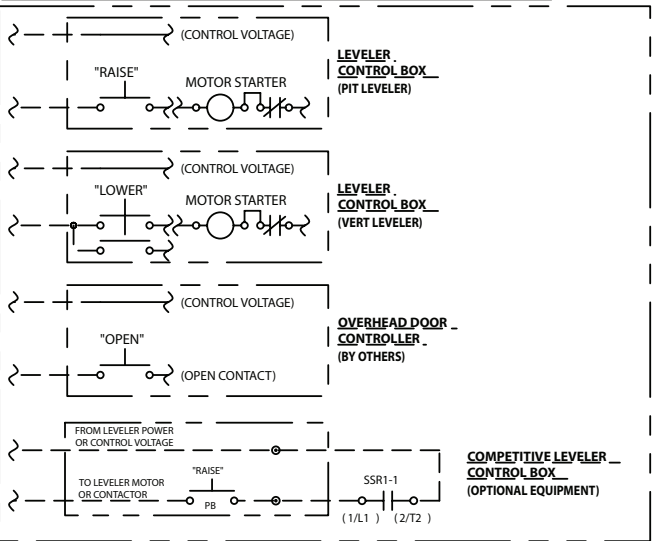 (CONTROL VOLTAGE)
"RAISE"
MOTOR STARTER
LEVELER
CONTROL BOX
(PIT LEVELER)
(CONTROL VOLTAGE)
"LOWER"
MOTOR STARTER
LEVELER
CONTROL BOX
(VERT LEVELER)
(CONTROL VOLTAGE)
"OPEN"
(OPEN CONTACT)
OVERHEAD DOOR
CONTROLLER
(BY OTHERS)
FROM LEVELER POWER
OR CONTROL VOLTAGE
TO LEVELER MOTOR
OR CONTACTOR
"RAISE"
PB
SSR1-1
( 1/L1 ) ( 2/T2 )
COMPETITIVE LEVELER
CONTROL BOX
(OPTIONAL EQUIPMENT)